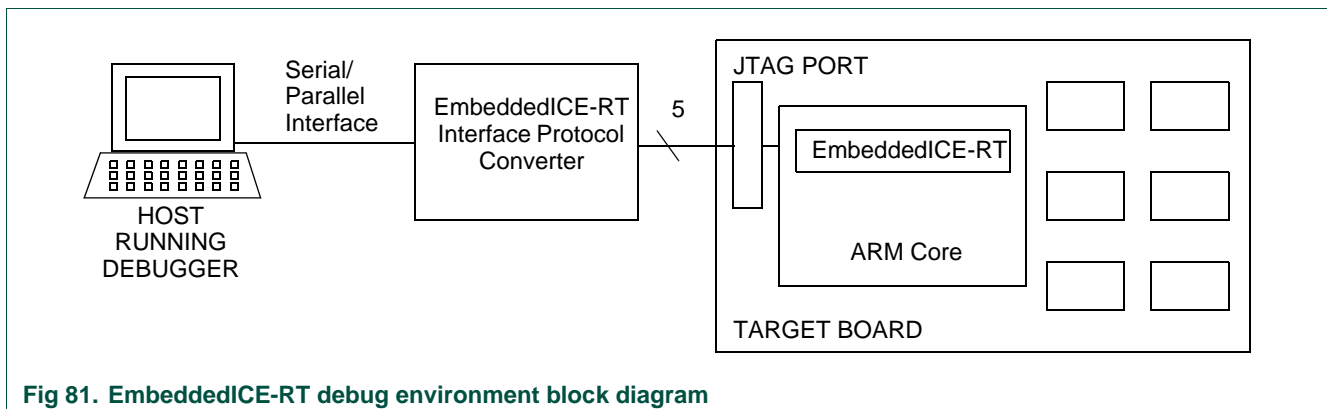 Serial/
Parallel
Interface
HOST
RUNNING
DEBUGGER
EmbeddedICE-RT
Interface Protocol
Converter
5
JTAG PORT
EmbeddedICE-RT
ARM Core
TARGET BOARD
Fig 81. EmbeddedICE-RT debug environment block diagram